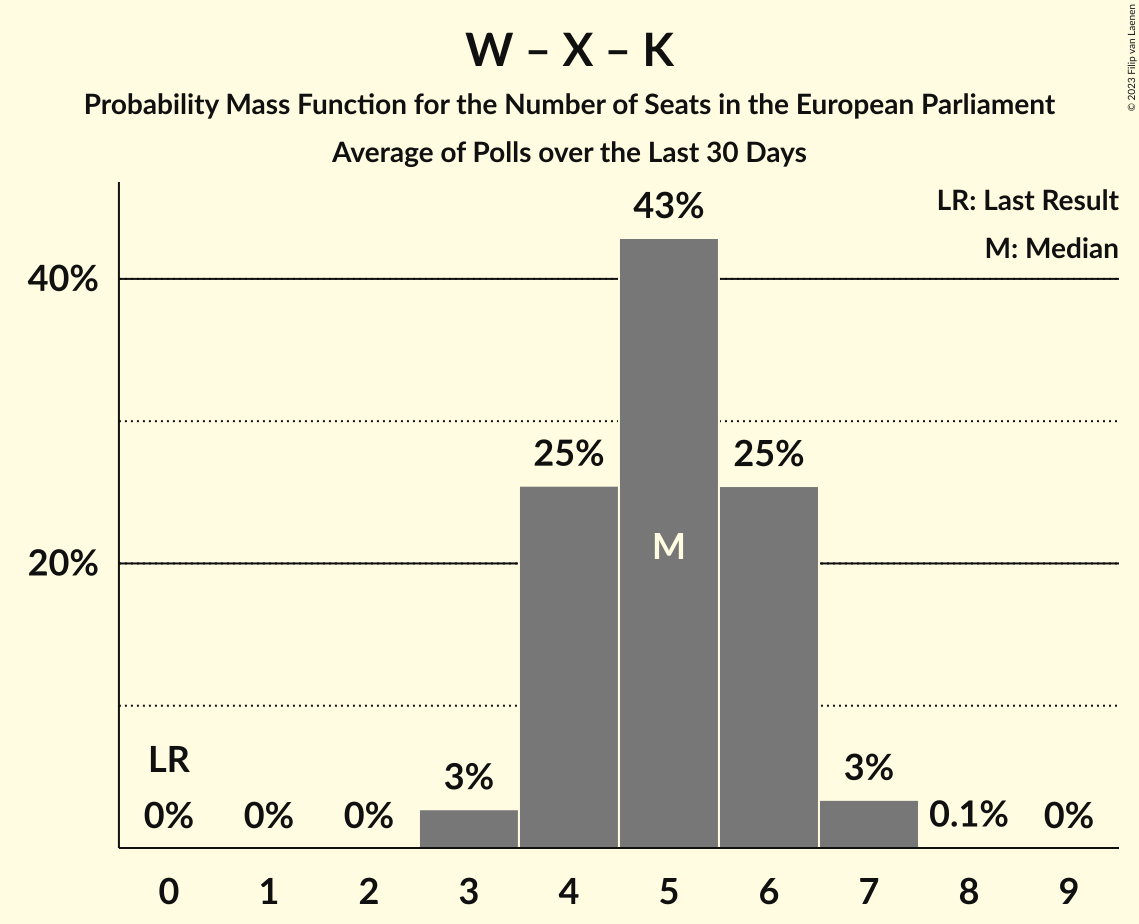 W – X – K
Probability Mass Function for the Number of Seats in the European Parliament
Average of Polls over the Last 30 Days
© 2023 Filip van Laenen
LR: Last Result
M: Median
43%
40%
25%
25%
M
20%
LR
3%
3%
0%
0%
0%
0.1%
0%
0
1
2
3
4
5
6
7
8
9